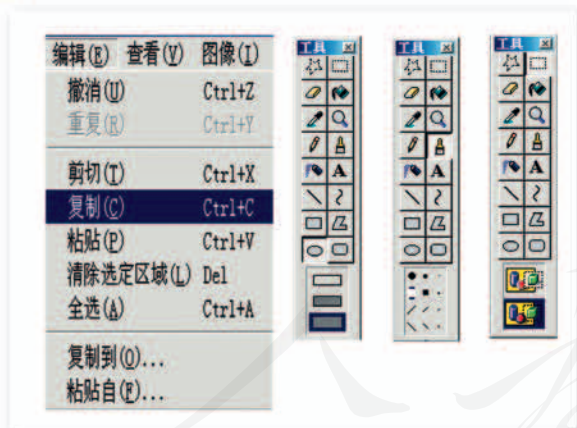 编辑(E) 查看(V) 图像(I)
撤消(U) Ctrl+Z
重复(R) Ctrl+Y
剪切(T) Ctrl+X
复制(C) Ctrl+C
粘贴(P) Ctrl+V
清除选定区域(L) Del
全选(A) Ctrl+A
复制到(O)...
粘贴自(F)...
工具
A
工具
A
工具
A